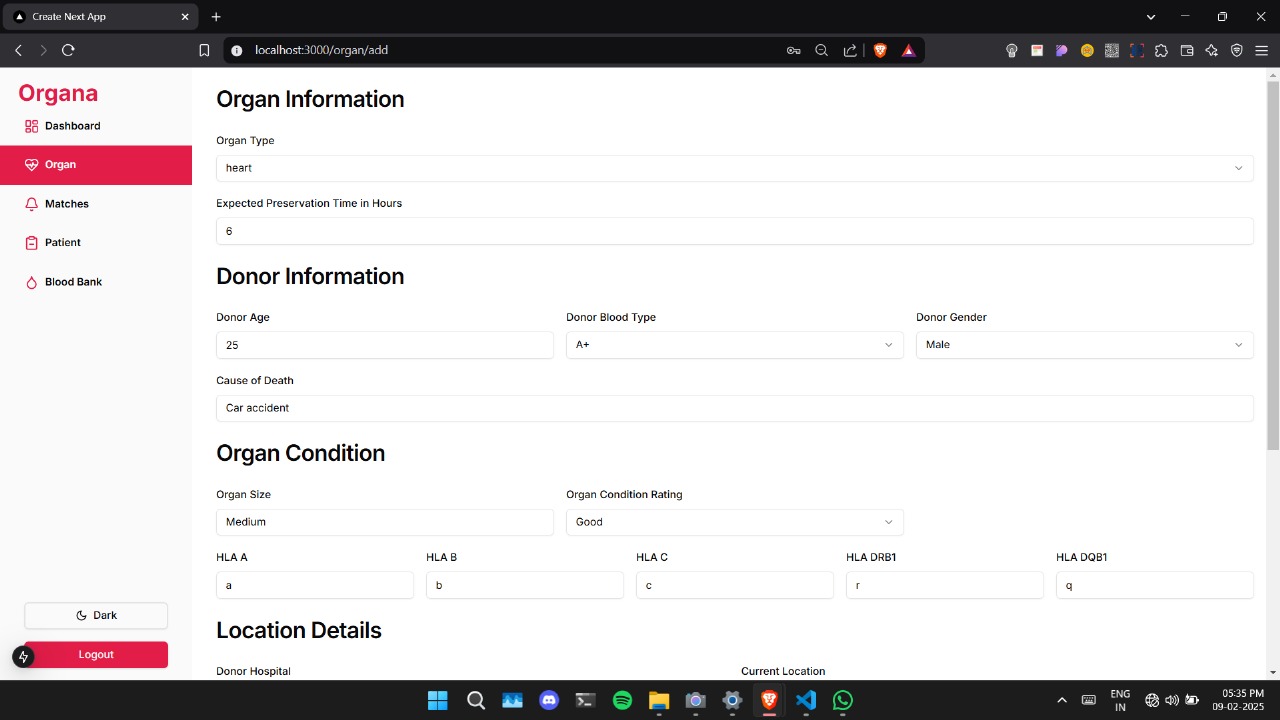 Create Next App
localhost:3000/organ/add
Organa
Dashboard
Organ
Matches
Patient
Blood Bank
Dark
Logout
Organ Information
Organ Type
heart
Expected Preservation Time in Hours
6
Donor Information
Donor Age Donor Blood Type Donor Gender
25 A+ Male
Cause of Death
Car accident
Organ Condition
Organ Size Organ Condition Rating
Medium Good
HLA A HLA B HLA C HLA DRB1 HLA DQB1
a b c r q
Location Details
Donor Hospital Current Location
ENG
IN
05:35 PM
09-02-2025